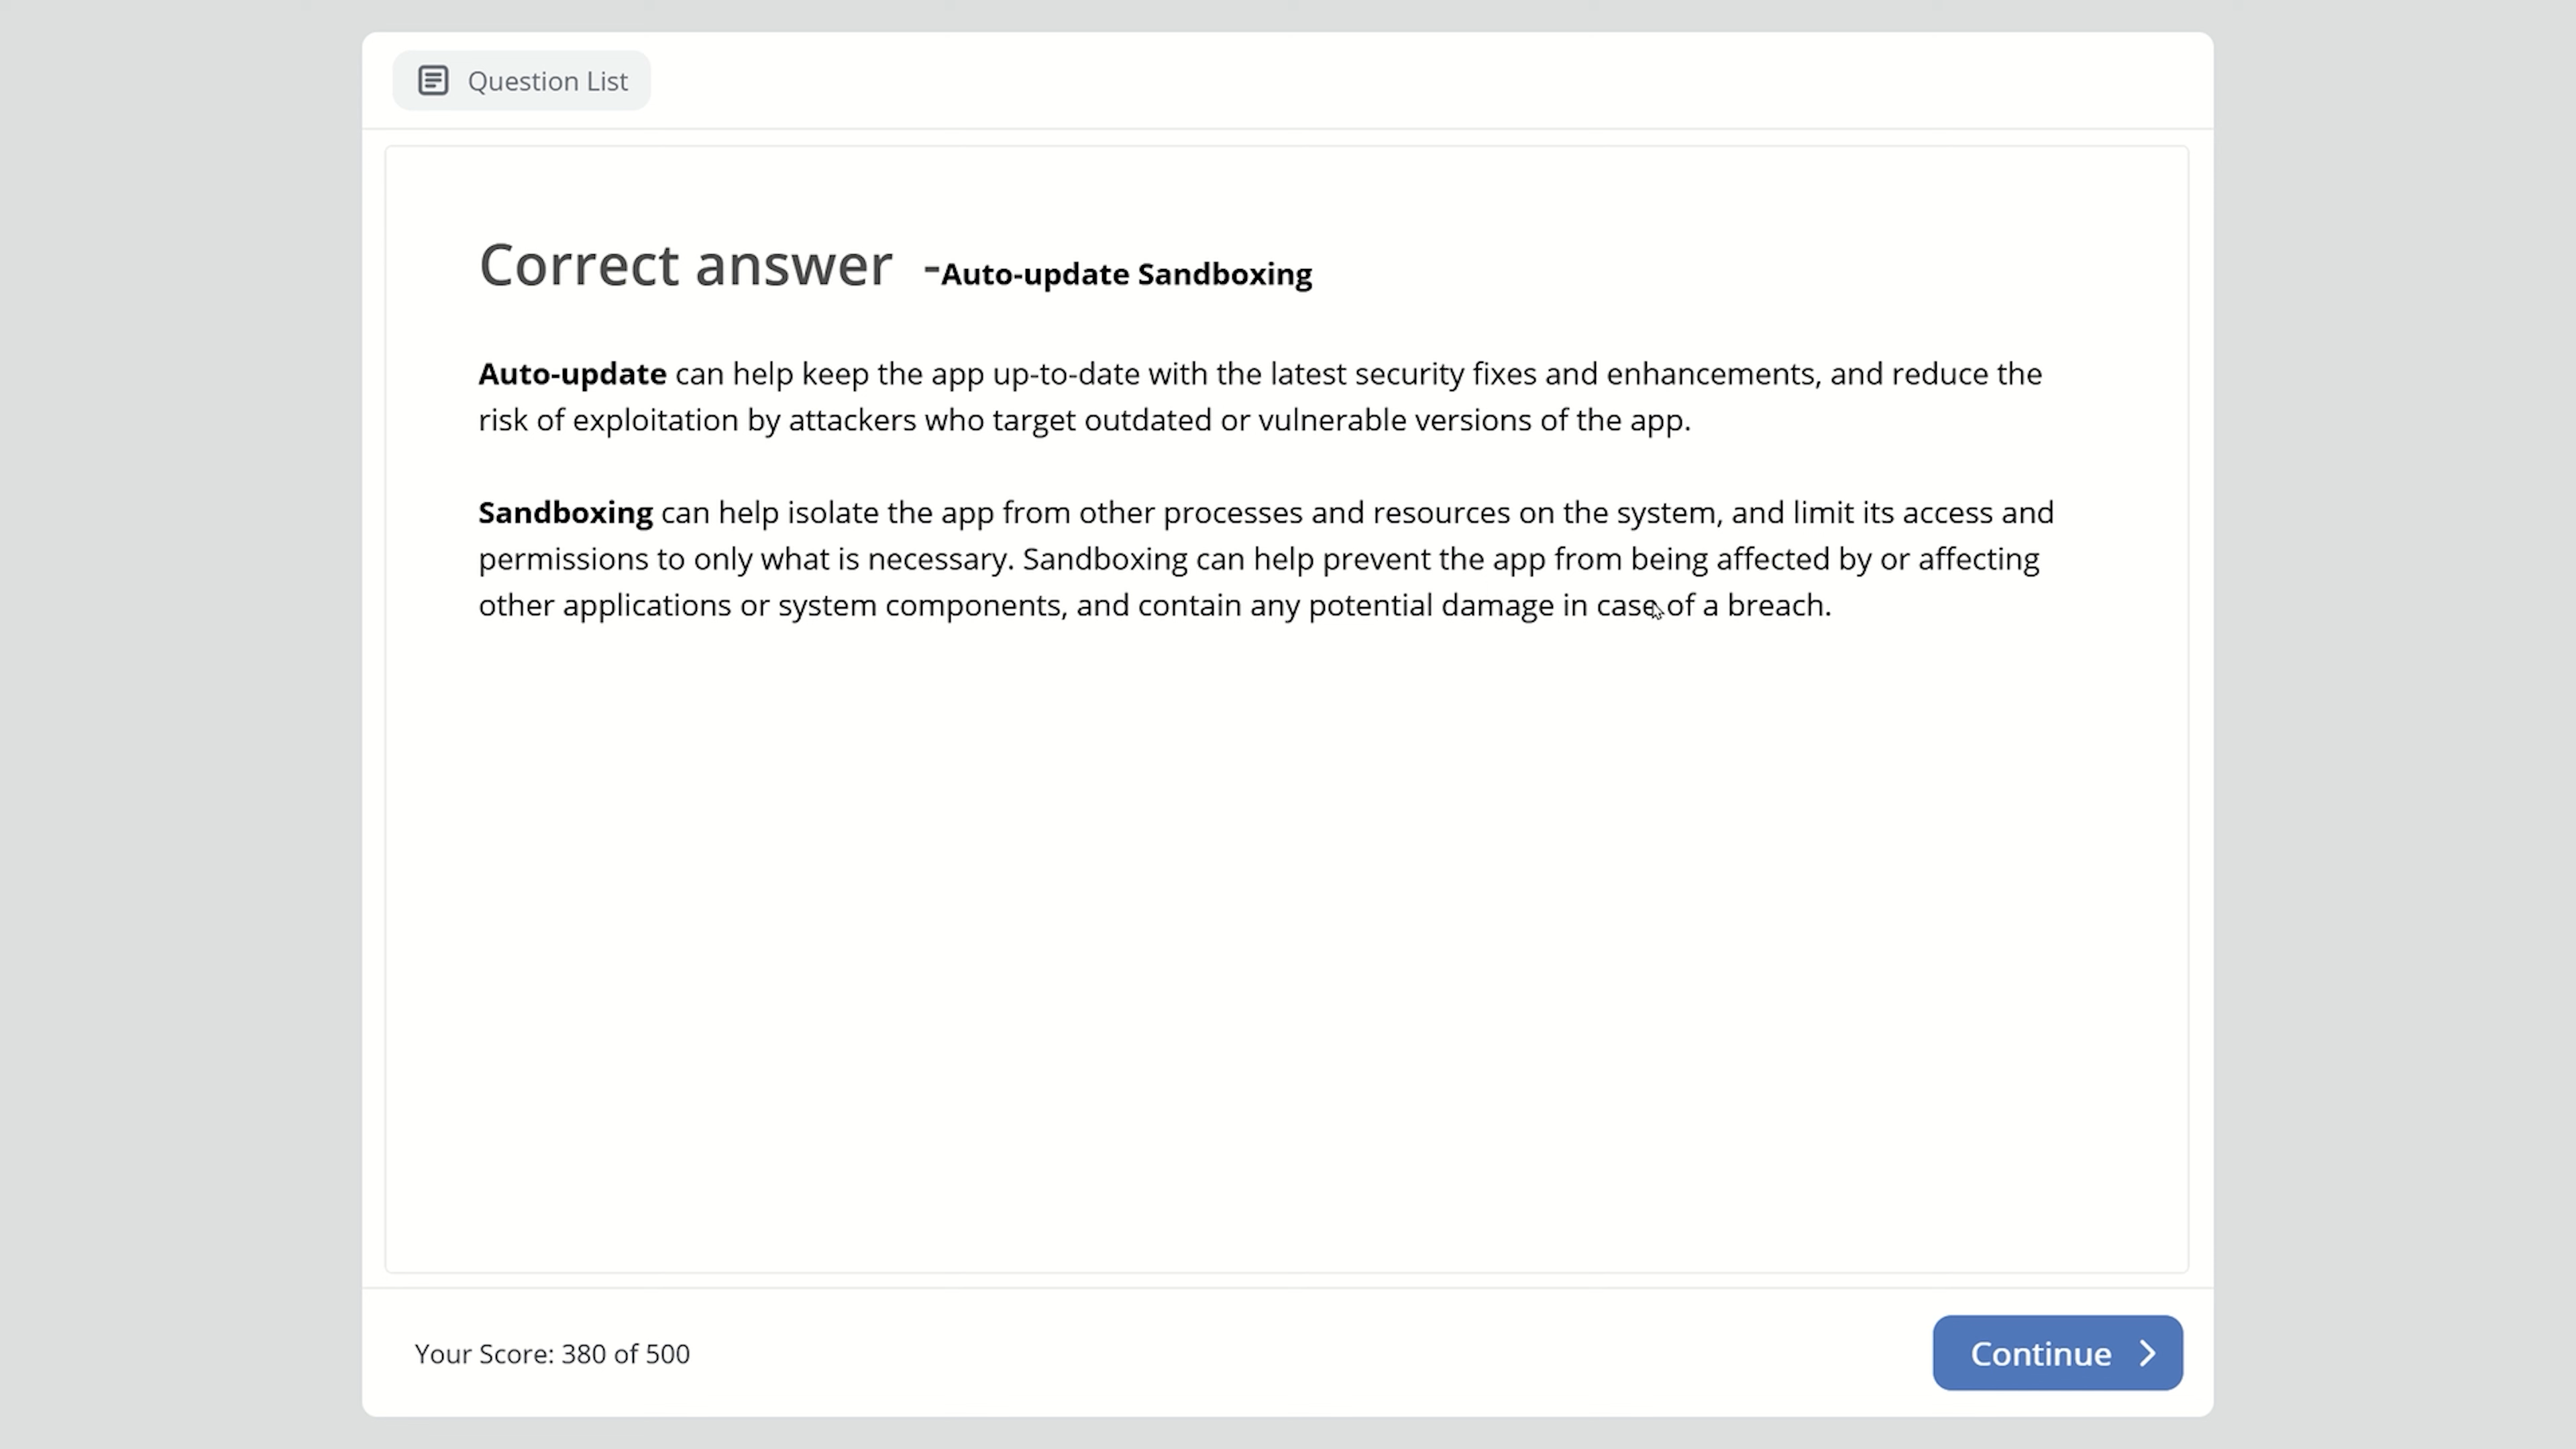 Question List
Correct answer -Auto-update Sandboxing
Auto-update can help keep the app up-to-date with the latest security fixes and enhancements, and reduce the
risk of exploitation by attackers who target outdated or vulnerable versions of the app.
Sandboxing can help isolate the app from other processes and resources on the system, and limit its access and
permissions to only what is necessary. Sandboxing can help prevent the app from being affected by or affecting
other applications or system components, and contain any potential damage in case of a breach.
Your Score: 380 of 500
Continue